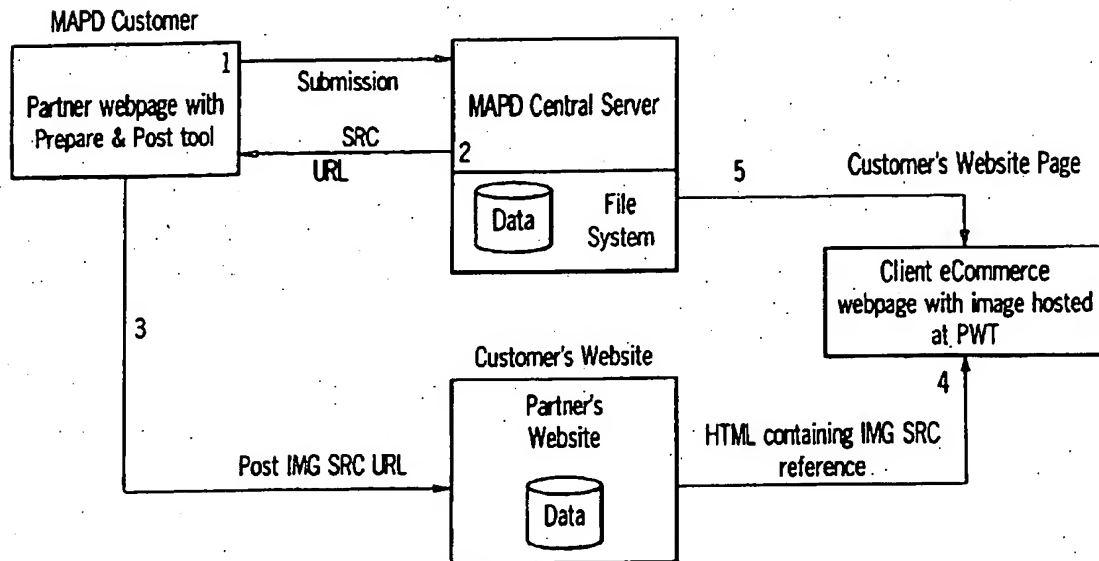 MAPD Customer
1
Submission
Partner webpage with
Prepare & Post tool
MAPD Central Server
SRC
URL
2
Data
File
System
5
Customer's Website Page
Client eCommerce
webpage with image hosted
at PWT
3
Customer's Website
4
Partner's
Website
HTML containing IMG SRC
reference
Post IMG SRC URL
Data